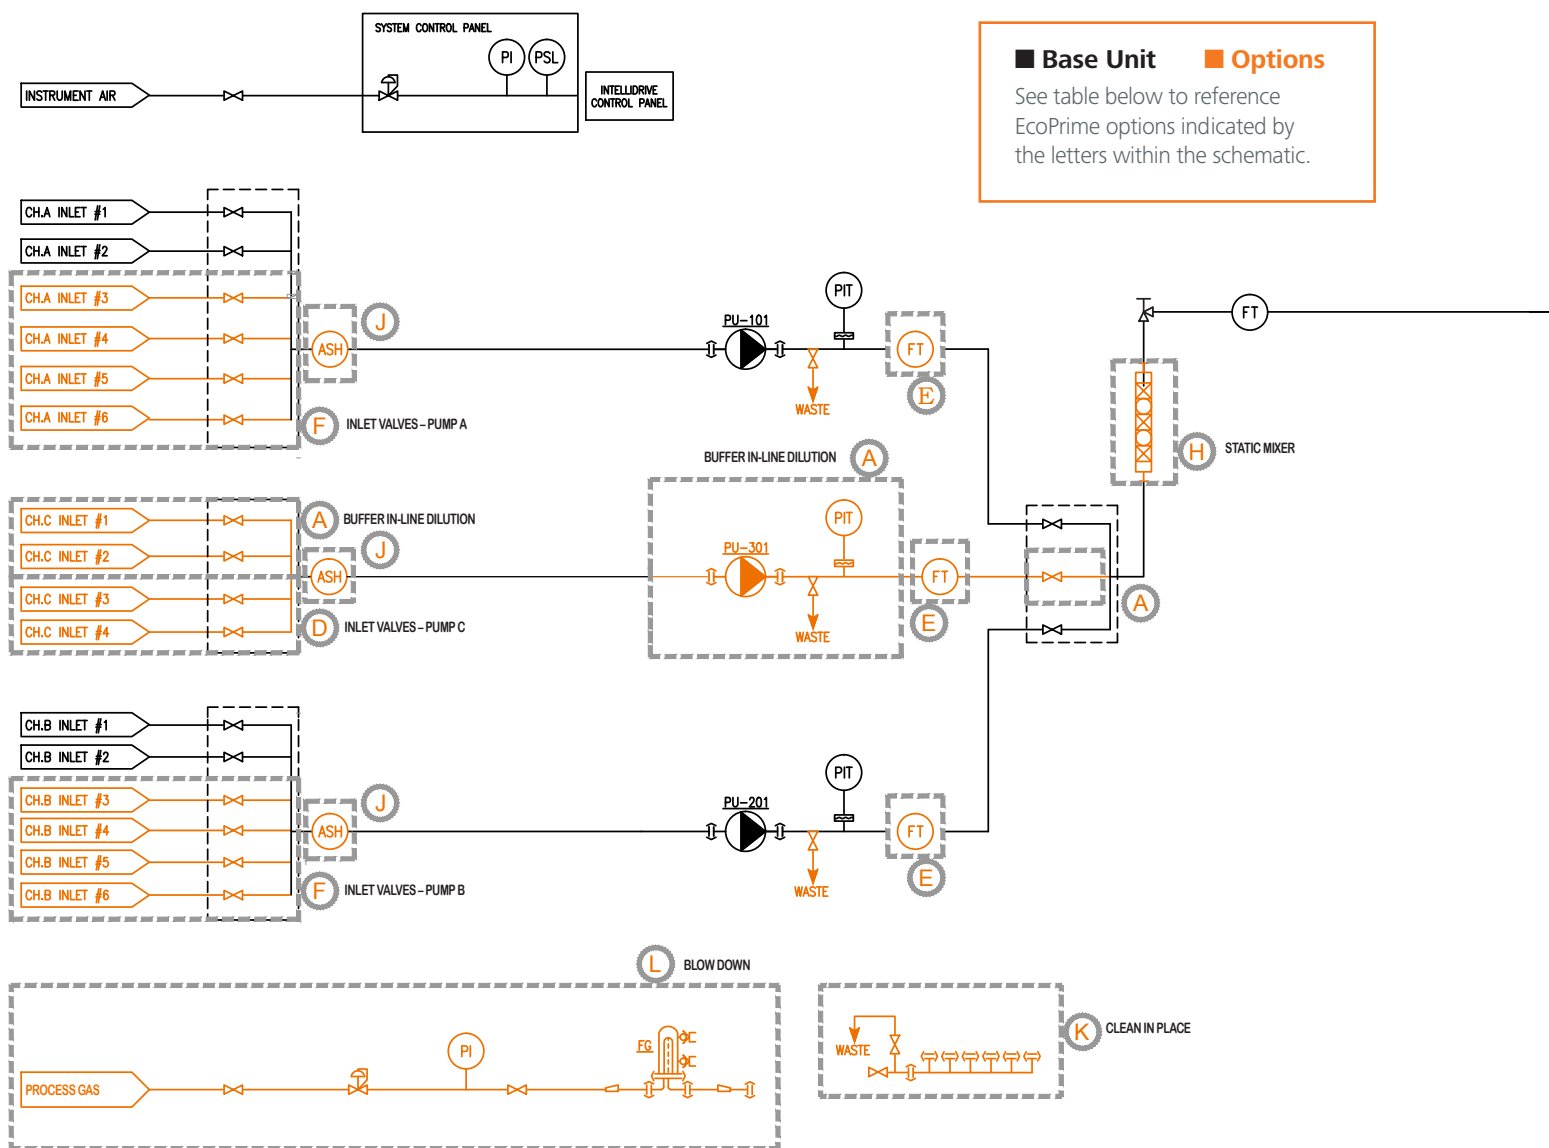 SYSTEM CONTROL PANEL
PI
PSL
INSTRUMENT AIR
INTELLIDRIVE
CONTROL PANEL
■ Base Unit ■ Options
See table below to reference
EcoPrime options indicated by
the letters within the schematic.
CH.A INLET #1
CH.A INLET #2
CH.A INLET #3
CH.A INLET #4
CH.A INLET #5
CH.A INLET #6
J
ASH
F
INLET VALVES – PUMP A
PU-101
PIT
WASTE
FT
E
FT
H
STATIC MIXER
BUFFER IN-LINE DILUTION
A
CH.C INLET #1
CH.C INLET #2
CH.C INLET #3
CH.C INLET #4
A
BUFFER IN-LINE DILUTION
J
ASH
D
INLET VALVES – PUMP C
PU-301
PIT
WASTE
FT
E
A
CH.B INLET #1
CH.B INLET #2
CH.B INLET #3
CH.B INLET #4
CH.B INLET #5
CH.B INLET #6
J
ASH
F
INLET VALVES – PUMP B
PU-201
PIT
WASTE
FT
E
L
BLOW DOWN
PROCESS GAS
PI
FG
WASTE
K
CLEAN IN PLACE